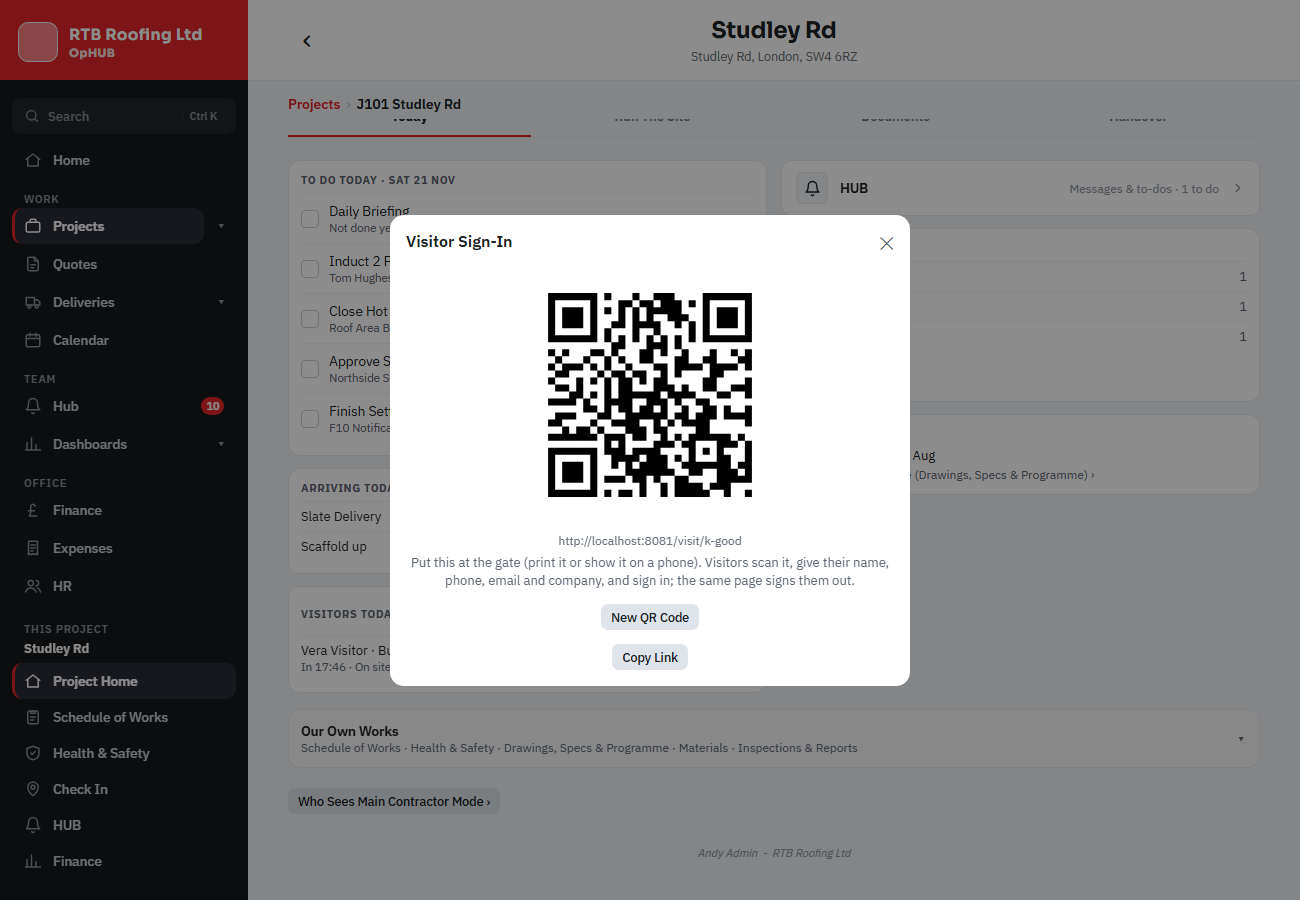 RTB Roofing Ltd
OpHUB
Search
Ctrl K
Home
WORK
Projects
Quotes
Deliveries
Calendar
TEAM
Hub
10
Dashboards
OFFICE
Finance
Expenses
HR
THIS PROJECT
Studley Rd
Project Home
Schedule of Works
Health & Safety
Check In
HUB
Finance
Studley Rd
Studley Rd, London, SW4 6RZ
Projects › J101 Studley Rd
Today
Run The Site
Documents
Handover
TO DO TODAY · SAT 21 NOV
Daily Briefing
Not done ye
Induct 2
Tom Hughes
Close Hot
Roof Area B
Approve S
Northside S
Finish Set
F10 Notifica
ARRIVING TODA
Slate Delivery
Scaffold up
VISITORS TODA
Vera Visitor · Bu
In 17:46 · On site
HUB
Messages & to-dos · 1 to do
1
1
1
Aug
(Drawings, Specs & Programme) ›
Visitor Sign-In
http://localhost:8081/visit/k-good
Put this at the gate (print it or show it on a phone). Visitors scan it, give their name,
phone, email and company, and sign in; the same page signs them out.
New QR Code
Copy Link
Our Own Works
Schedule of Works · Health & Safety · Drawings, Specs & Programme · Materials · Inspections & Reports
Who Sees Main Contractor Mode ›
Andy Admin - RTB Roofing Ltd